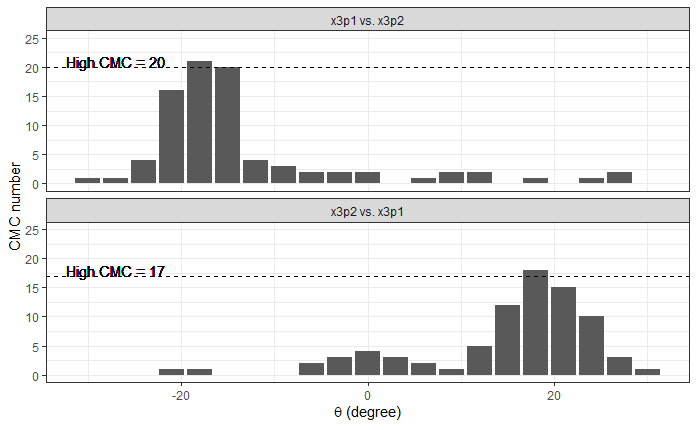 x3p1 vs. x3p2
25
High CMC = 20
20
15
10
5
0
CMC number
x3p2 vs. x3p1
25
20
High CMC = 17
15
10
5
0
-20
0
20
θ (degree)